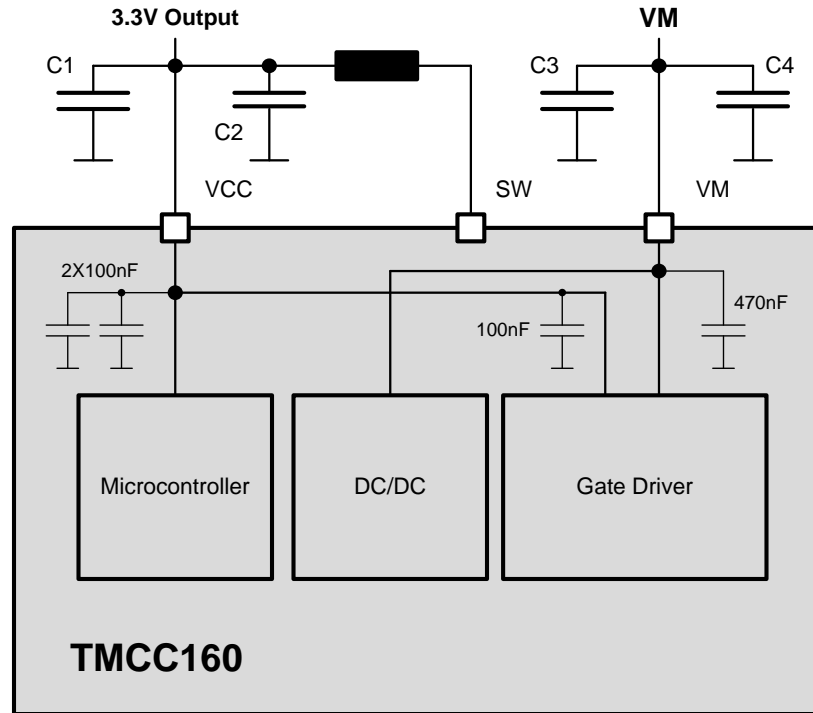 3.3V Output
VM
C1
C2
C3
C4
VCC
SW
VM
2X100nF
100nF
470nF
Microcontroller
DC/DC
Gate Driver
TMCC160